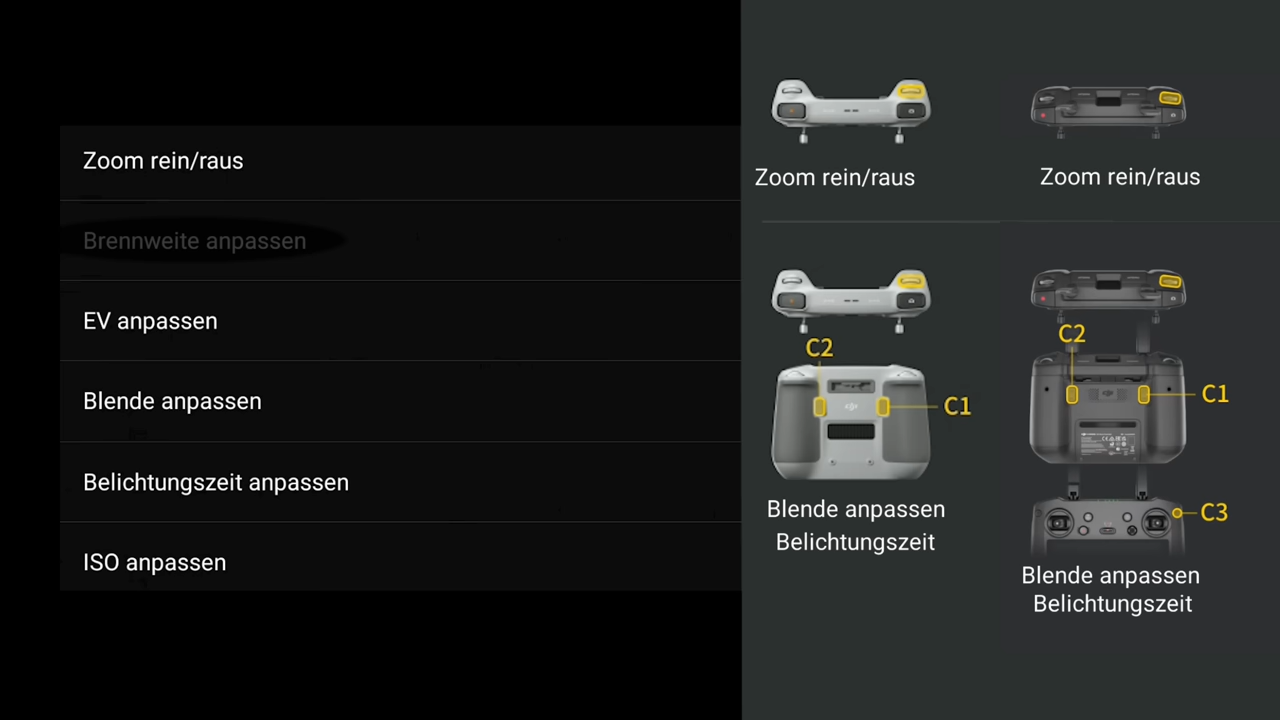 Zoom rein/raus
Brennweite anpassen
EV anpassen
Blende anpassen
Belichtungszeit anpassen
ISO anpassen
Zoom rein/raus
Zoom rein/raus
C2
C1
Blende anpassen
Belichtungszeit
C2
C1
C3
Blende anpassen
Belichtungszeit